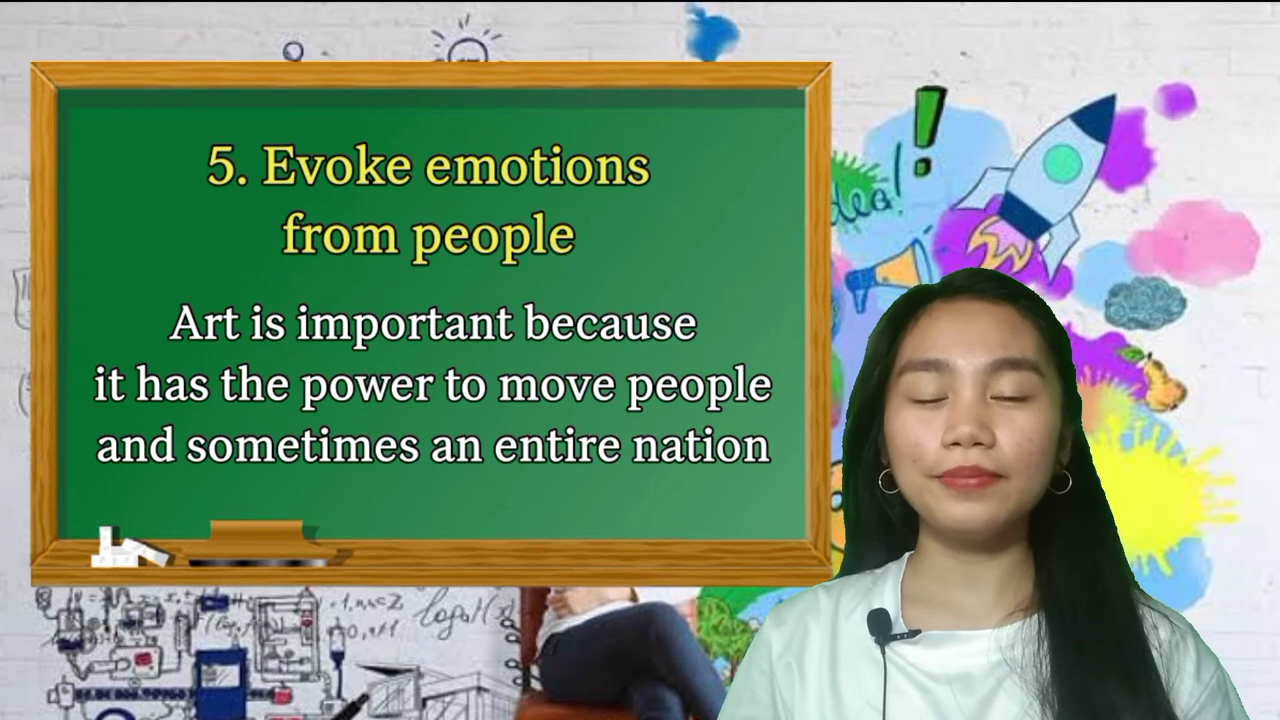 5. Evoke emotions
from people
Art is important because
it has the power to move people
and sometimes an entire nation